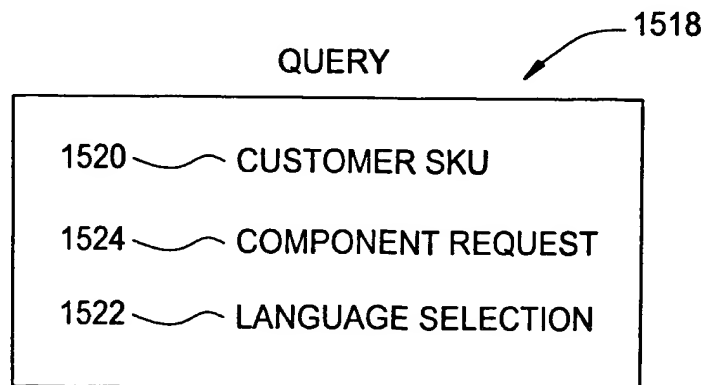 1518
QUERY
1520 CUSTOMER SKU
1524 COMPONENT REQUEST
1522 LANGUAGE SELECTION